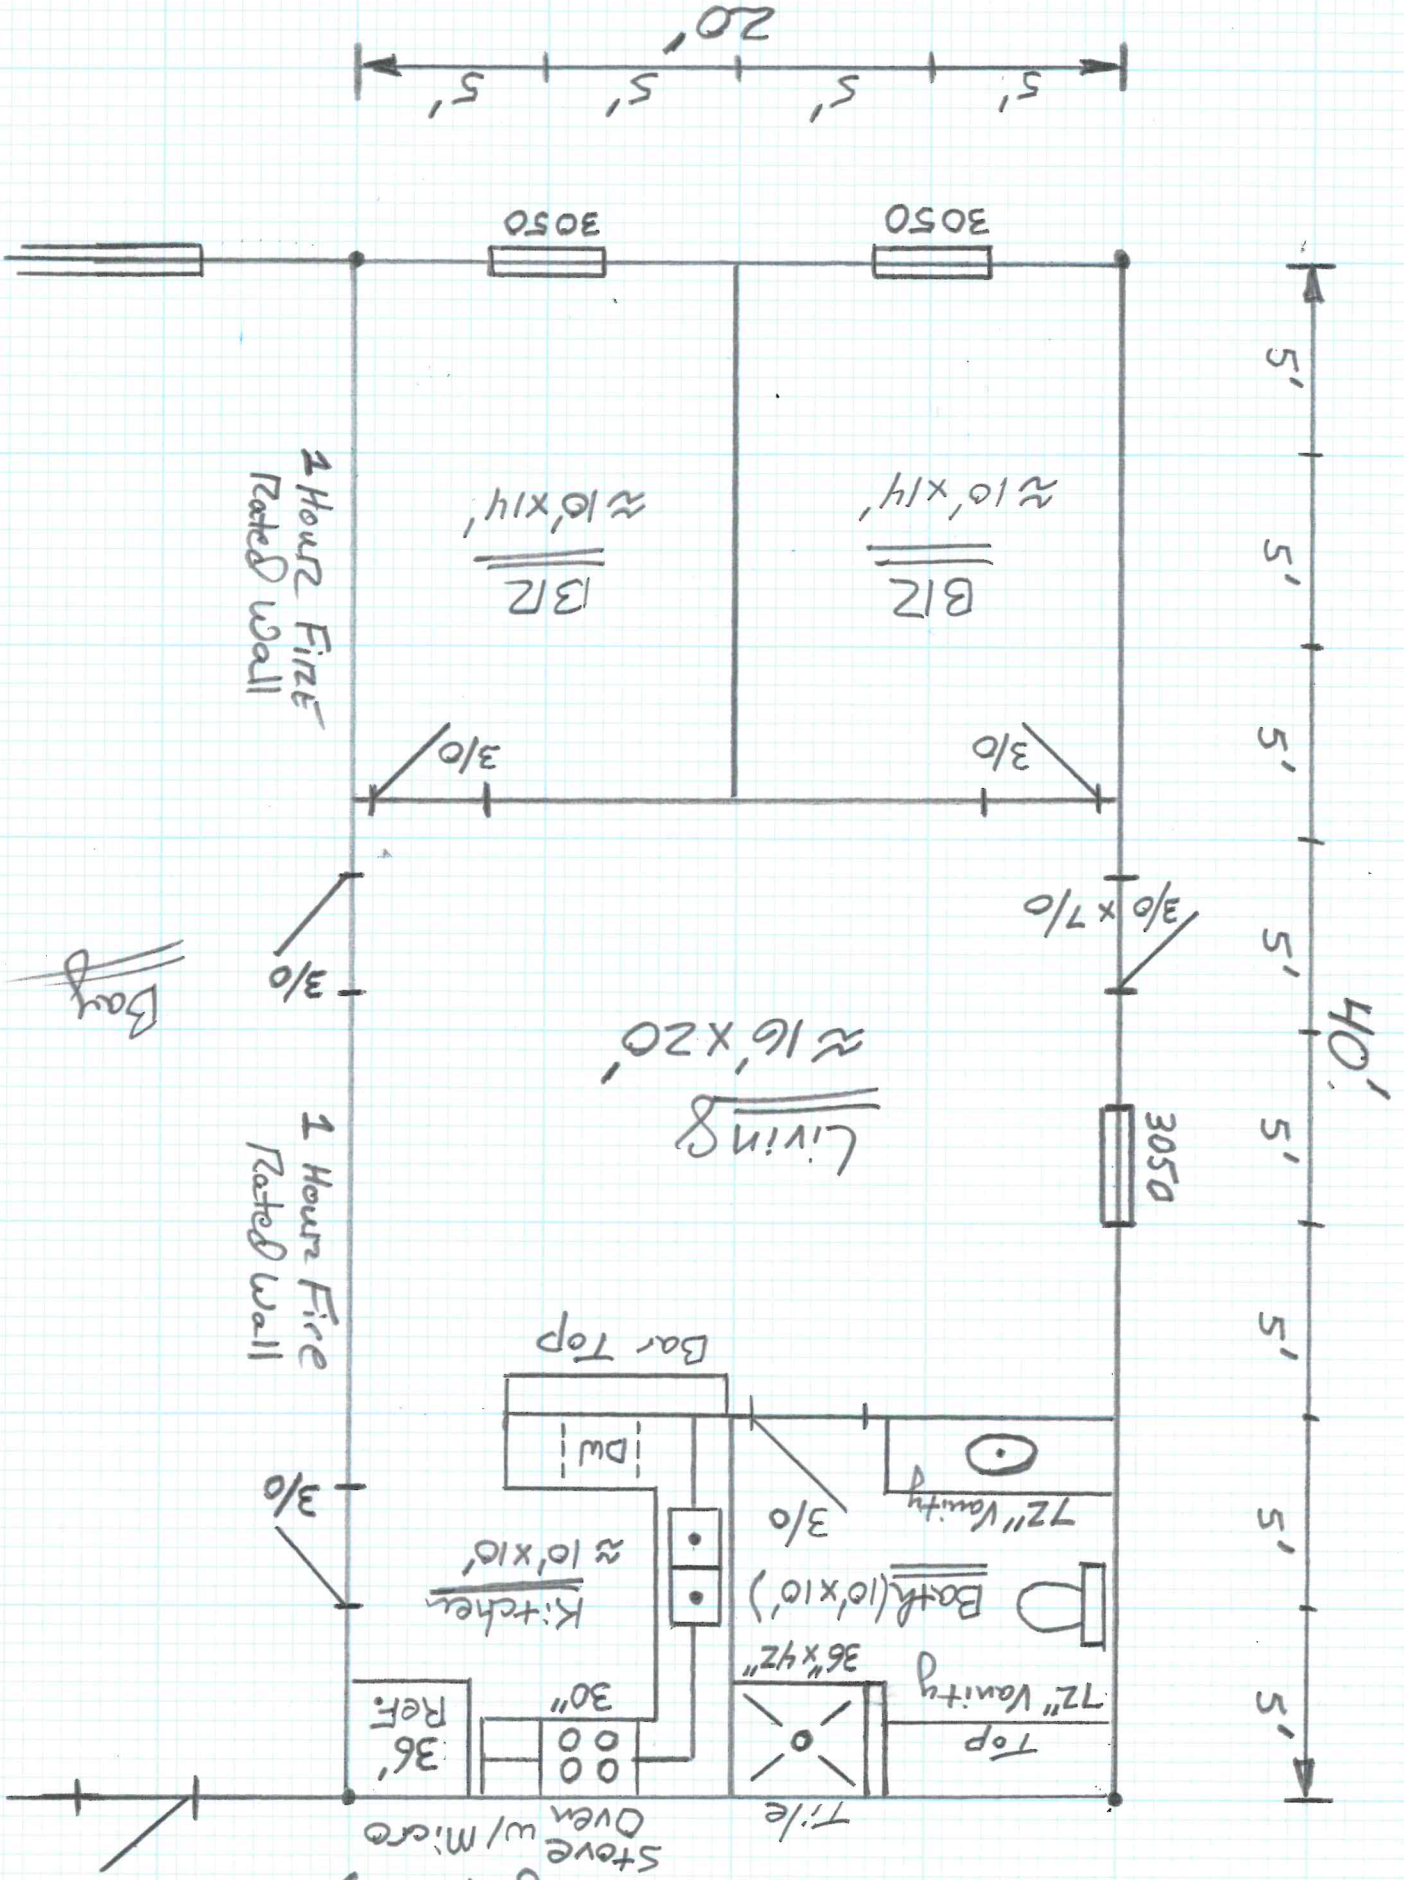 Stove w/ Micro
Oven
Tile
Top
72" Vanity
36"x42"
30"
36'
Ref.
Bath (10'x10')
Kitchen
≈10'x10'
72" Vanity
3/0
3/0
DW
Bar Top
1 Hour Fire
Rated Wall
3050
Living
≈16'x20'
3/0 x 7/0
3/0
Bay
3/0
3/0
BR
≈10'x14'
BR
≈10'x14'
1 Hour Fire
Rated Wall
3050
3050
5'
5'
5'
5'
20'
5'
5'
5'
5'
5'
5'
5'
5'
40'